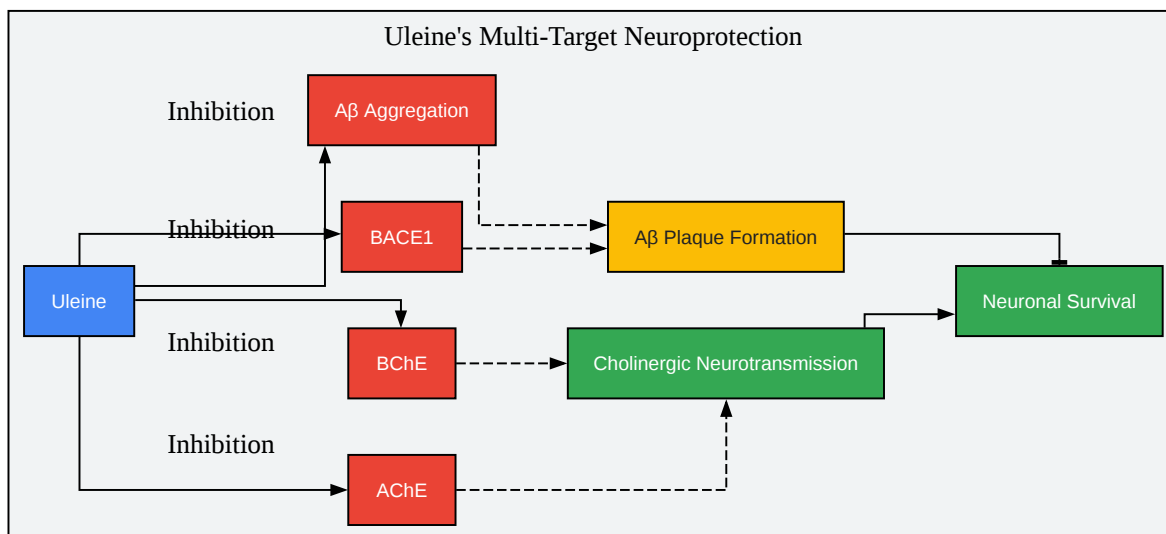 Uleine's Multi-Target Neuroprotection
Inhibition
Aβ Aggregation
Inhibition
BACE1
Aβ Plaque Formation
Uleine
Neuronal Survival
Inhibition
BChE
Cholinergic Neurotransmission
Inhibition
AChE